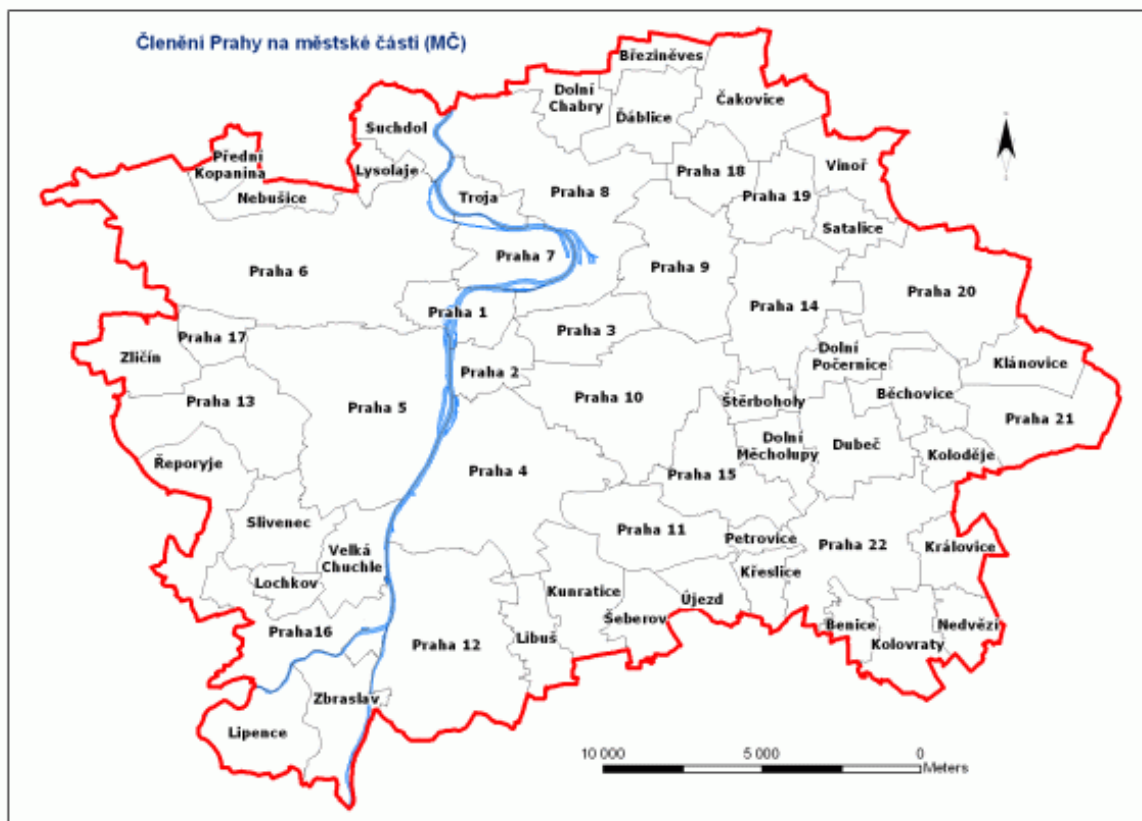 Členění Prahy na městské části (MČ)
Březiněves
Dolní
Chabry
Čakovice
Ďáblice
Suchdol
Přední
Kopanina
Lysolaje
Vinoř
Praha 18
Praha 8
Troja
Praha 19
Nebušice
Satalice
Praha 7
Praha 6
Praha 9
Praha 20
Praha 14
Praha 1
Praha 3
Praha 17
Zličín
Dolní
Počernice
Klánovice
Praha 2
Praha 13
Praha 5
Praha 10
Štěrboholy
Běchovice
Praha 21
Dolní
Měcholupy
Dubeč
Koloděje
Řeporyje
Praha 4
Praha 15
Slivenec
Praha 11
Petrovice
Praha 22
Královice
Velká
Chuchle
Lochkov
Kunratice
Křeslice
Újezd
Šeberov
Benice
Nedvězí
Kolovraty
Praha16
Praha 12
Libuš
Zbraslav
Lipence
10 000 5 000 0
Meters